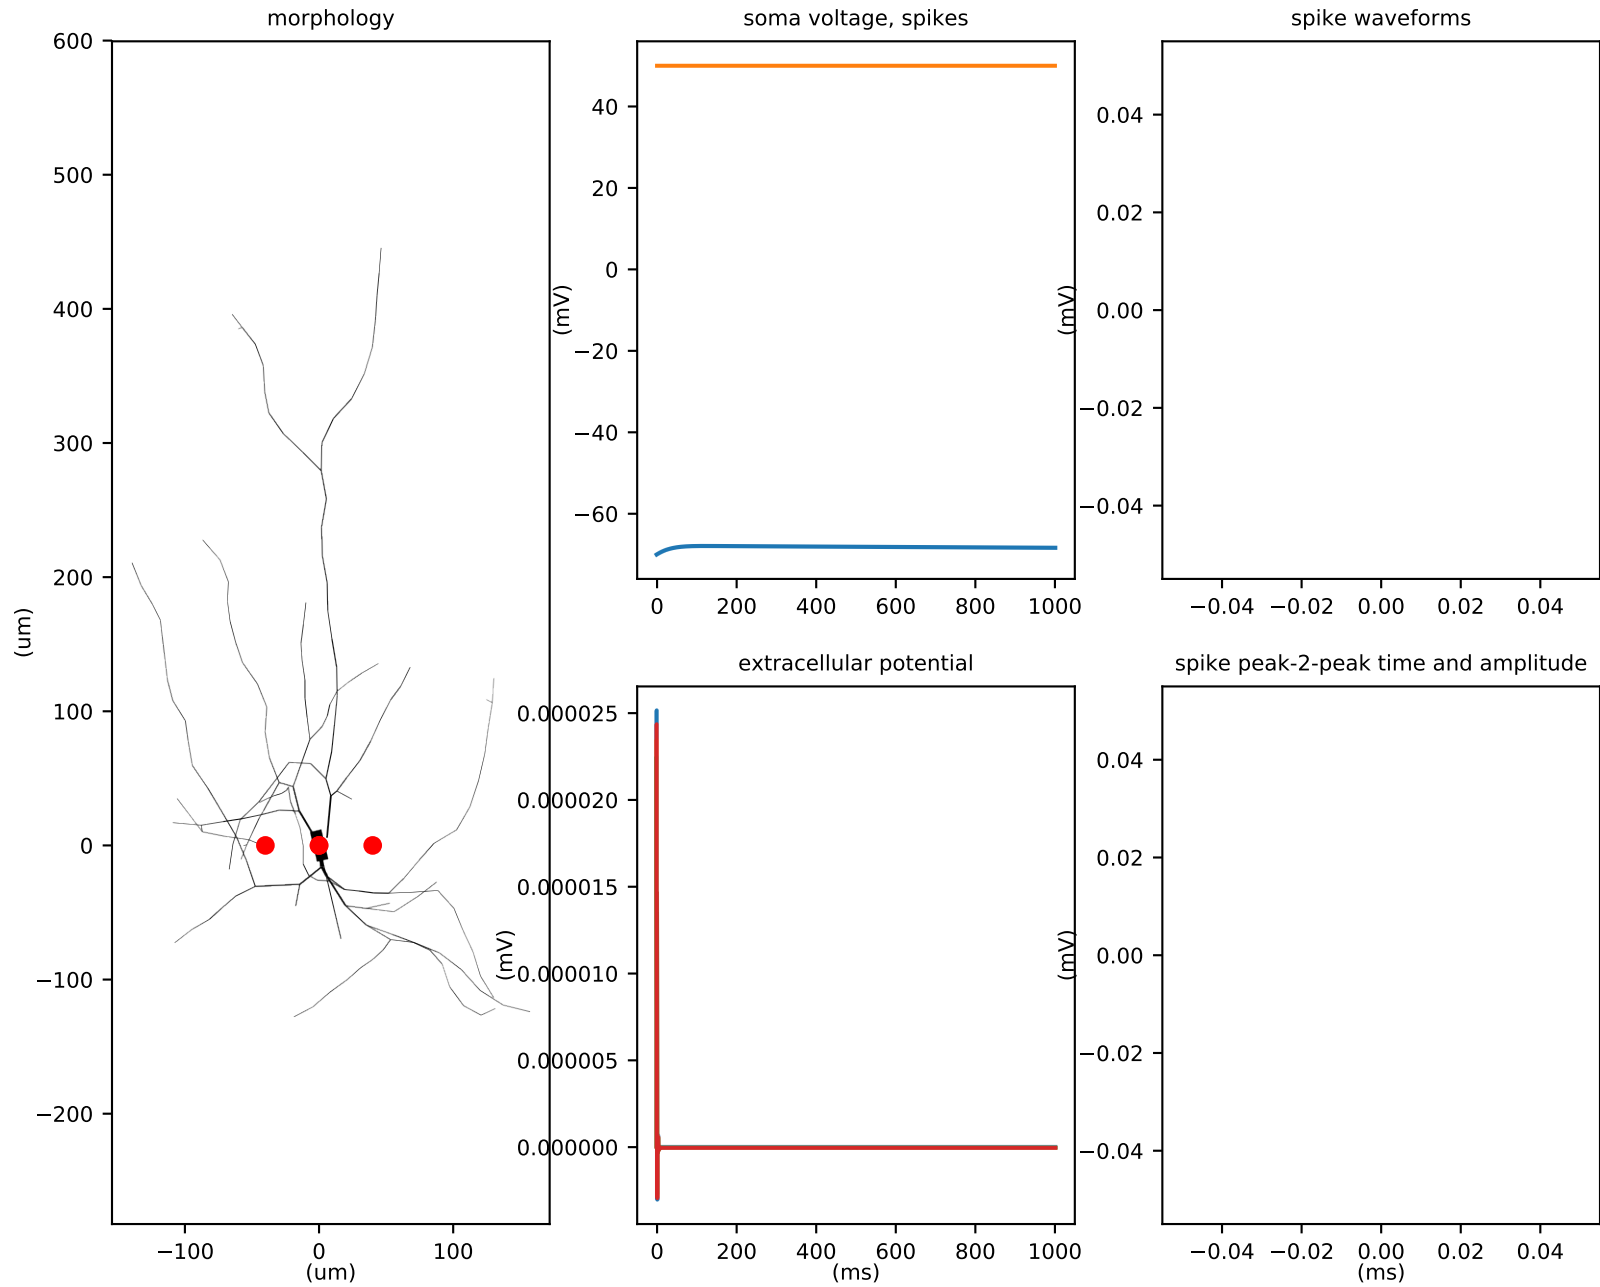 morphology
600
500
400
300
200
100
0
−100
−200
(um)
−100 0 100
(um)
soma voltage, spikes
40
20
0
−20
−40
−60
(mV)
0 200 400 600 800 1000
spike waveforms
0.04
0.02
0.00
−0.02
−0.04
(mV)
−0.04 −0.02 0.00 0.02 0.04
extracellular potential
0.000025
0.000020
0.000015
0.000010
0.000005
0.000000
(mV)
0 200 400 600 800 1000
(ms)
spike peak-2-peak time and amplitude
0.04
0.02
0.00
−0.02
−0.04
(mV)
−0.04 −0.02 0.00 0.02 0.04
(ms)